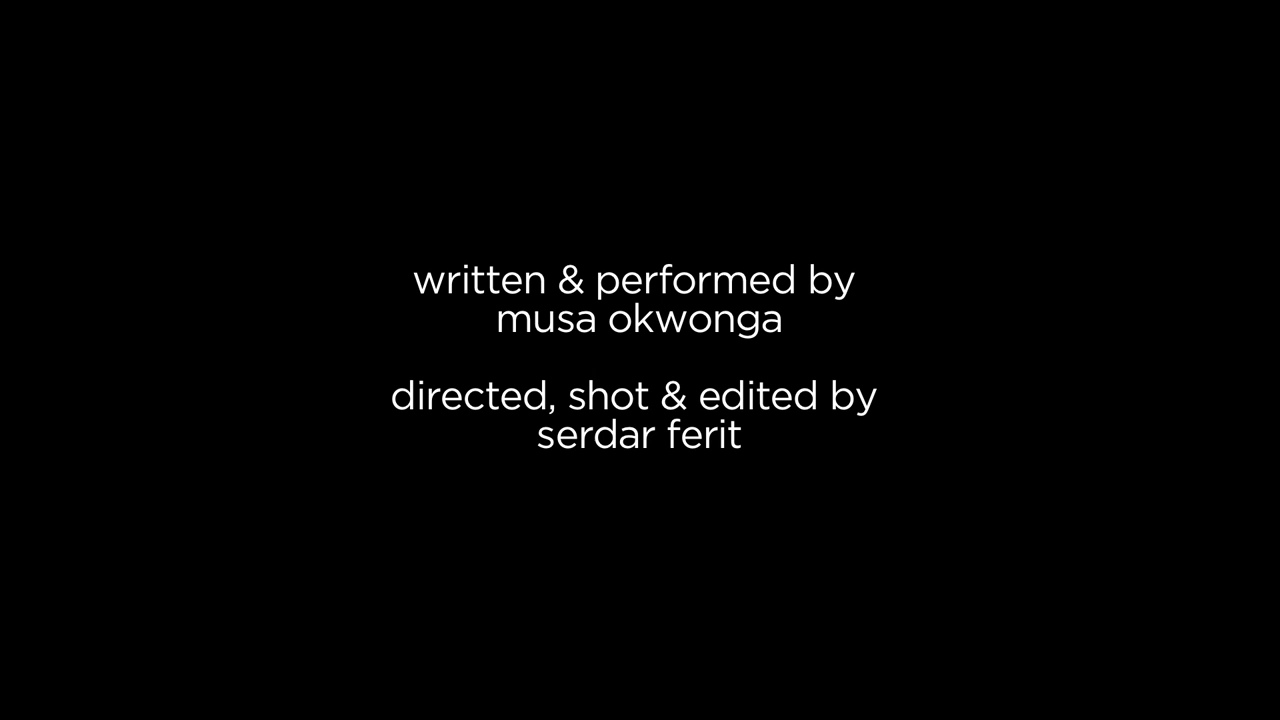 written & performed by
musa okwonga
directed, shot & edited by
serdar ferit